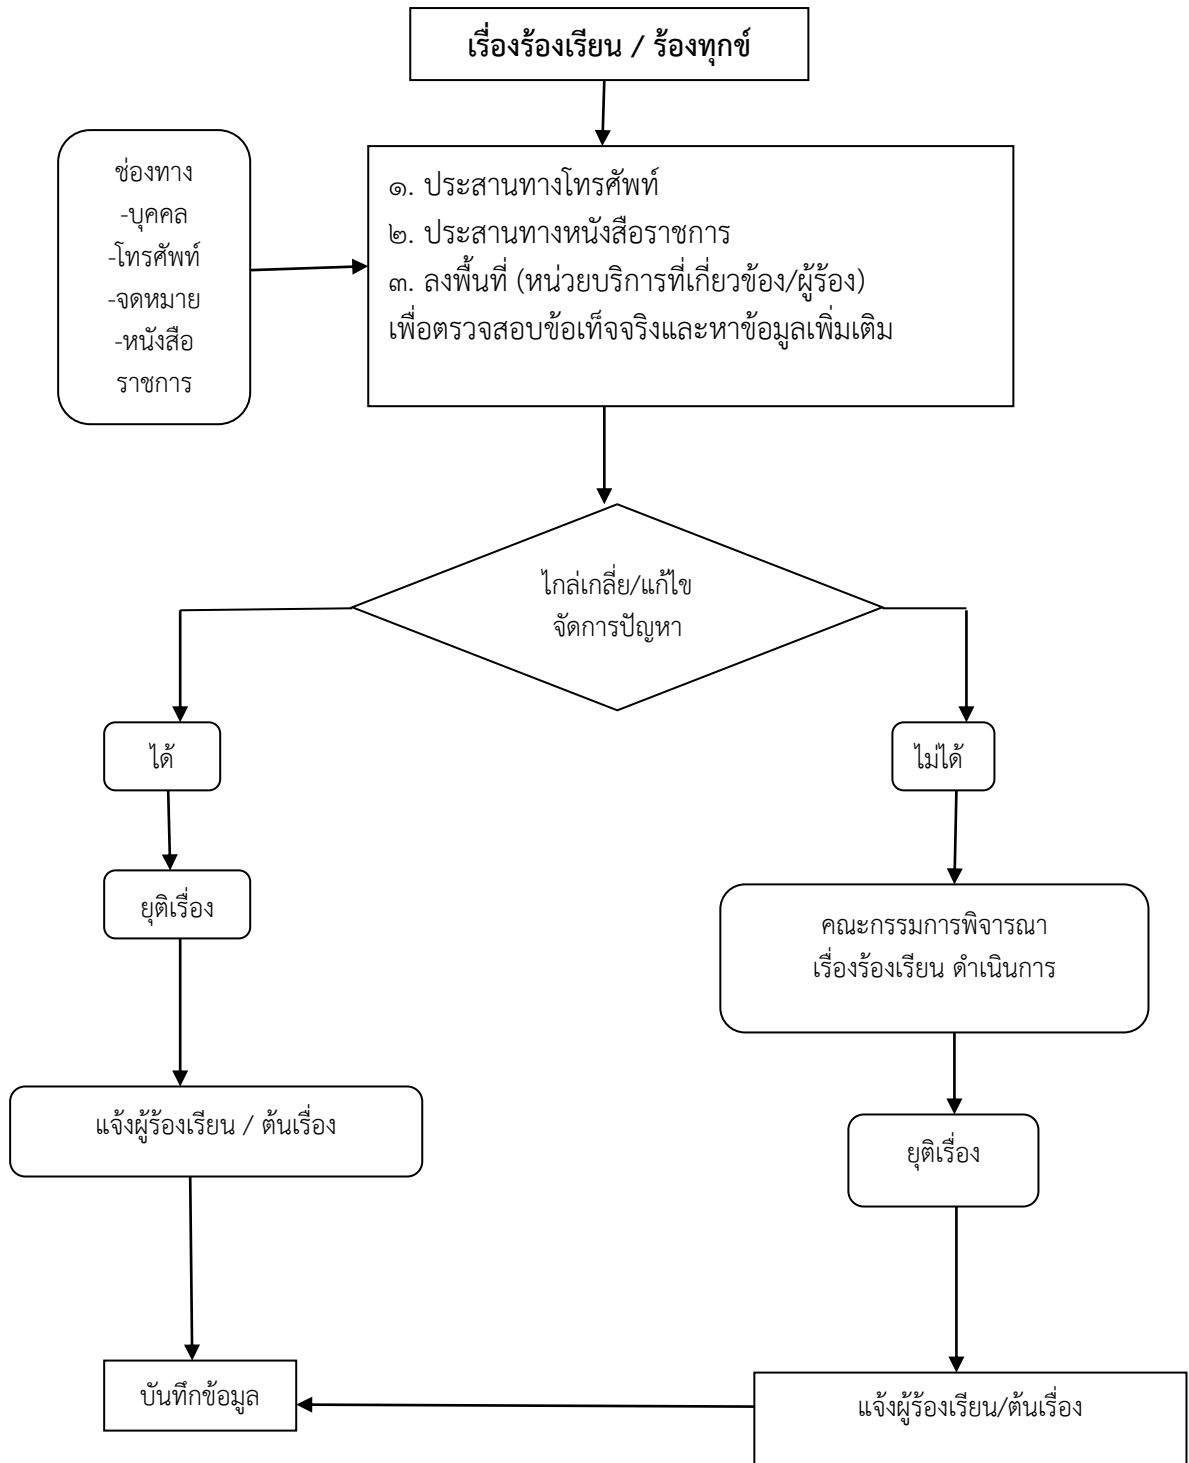 เรื่องร้องเรียน / ร้องทุกข์
ช่องทาง
-บุคคล
-โทรศัพท์
-จดหมาย
-หนังสือ
ราชการ
๑. ประสานทางโทรศัพท์
๒. ประสานทางหนังสือราชการ
๓. ลงพื้นที่ (หน่วยบริการที่เกี่ยวข้อง/ผู้ร้อง)
เพื่อตรวจสอบข้อเท็จจริงและหาข้อมูลเพิ่มเติม
ไกล่เกลี่ย/แก้ไข
จัดการปัญหา
ได้
ไม่ได้
ยุติเรื่อง
คณะกรรมการพิจารณา
เรื่องร้องเรียน ดำเนินการ
แจ้งผู้ร้องเรียน / ต้นเรื่อง
ยุติเรื่อง
บันทึกข้อมูล
แจ้งผู้ร้องเรียน/ต้นเรื่อง